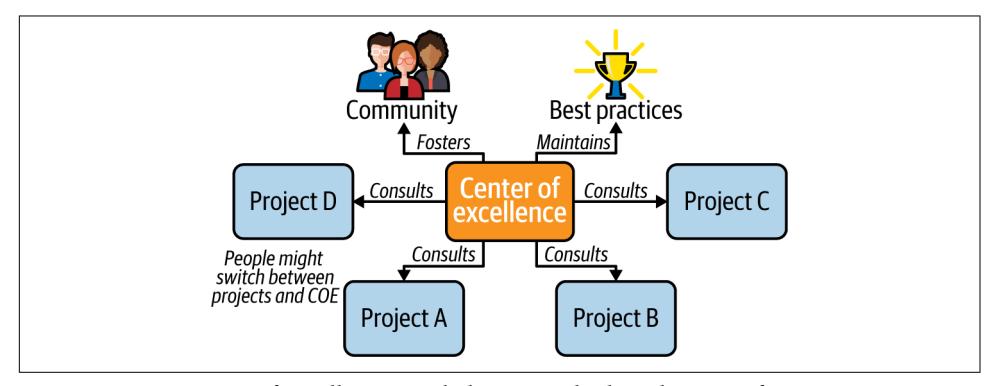 Community
Best practices
Fosters
Maintains
Project D
Consults
Center of
excellence
Consults
Project C
People might
switch between
projects and COE
Consults
Consults
Project A
Project B